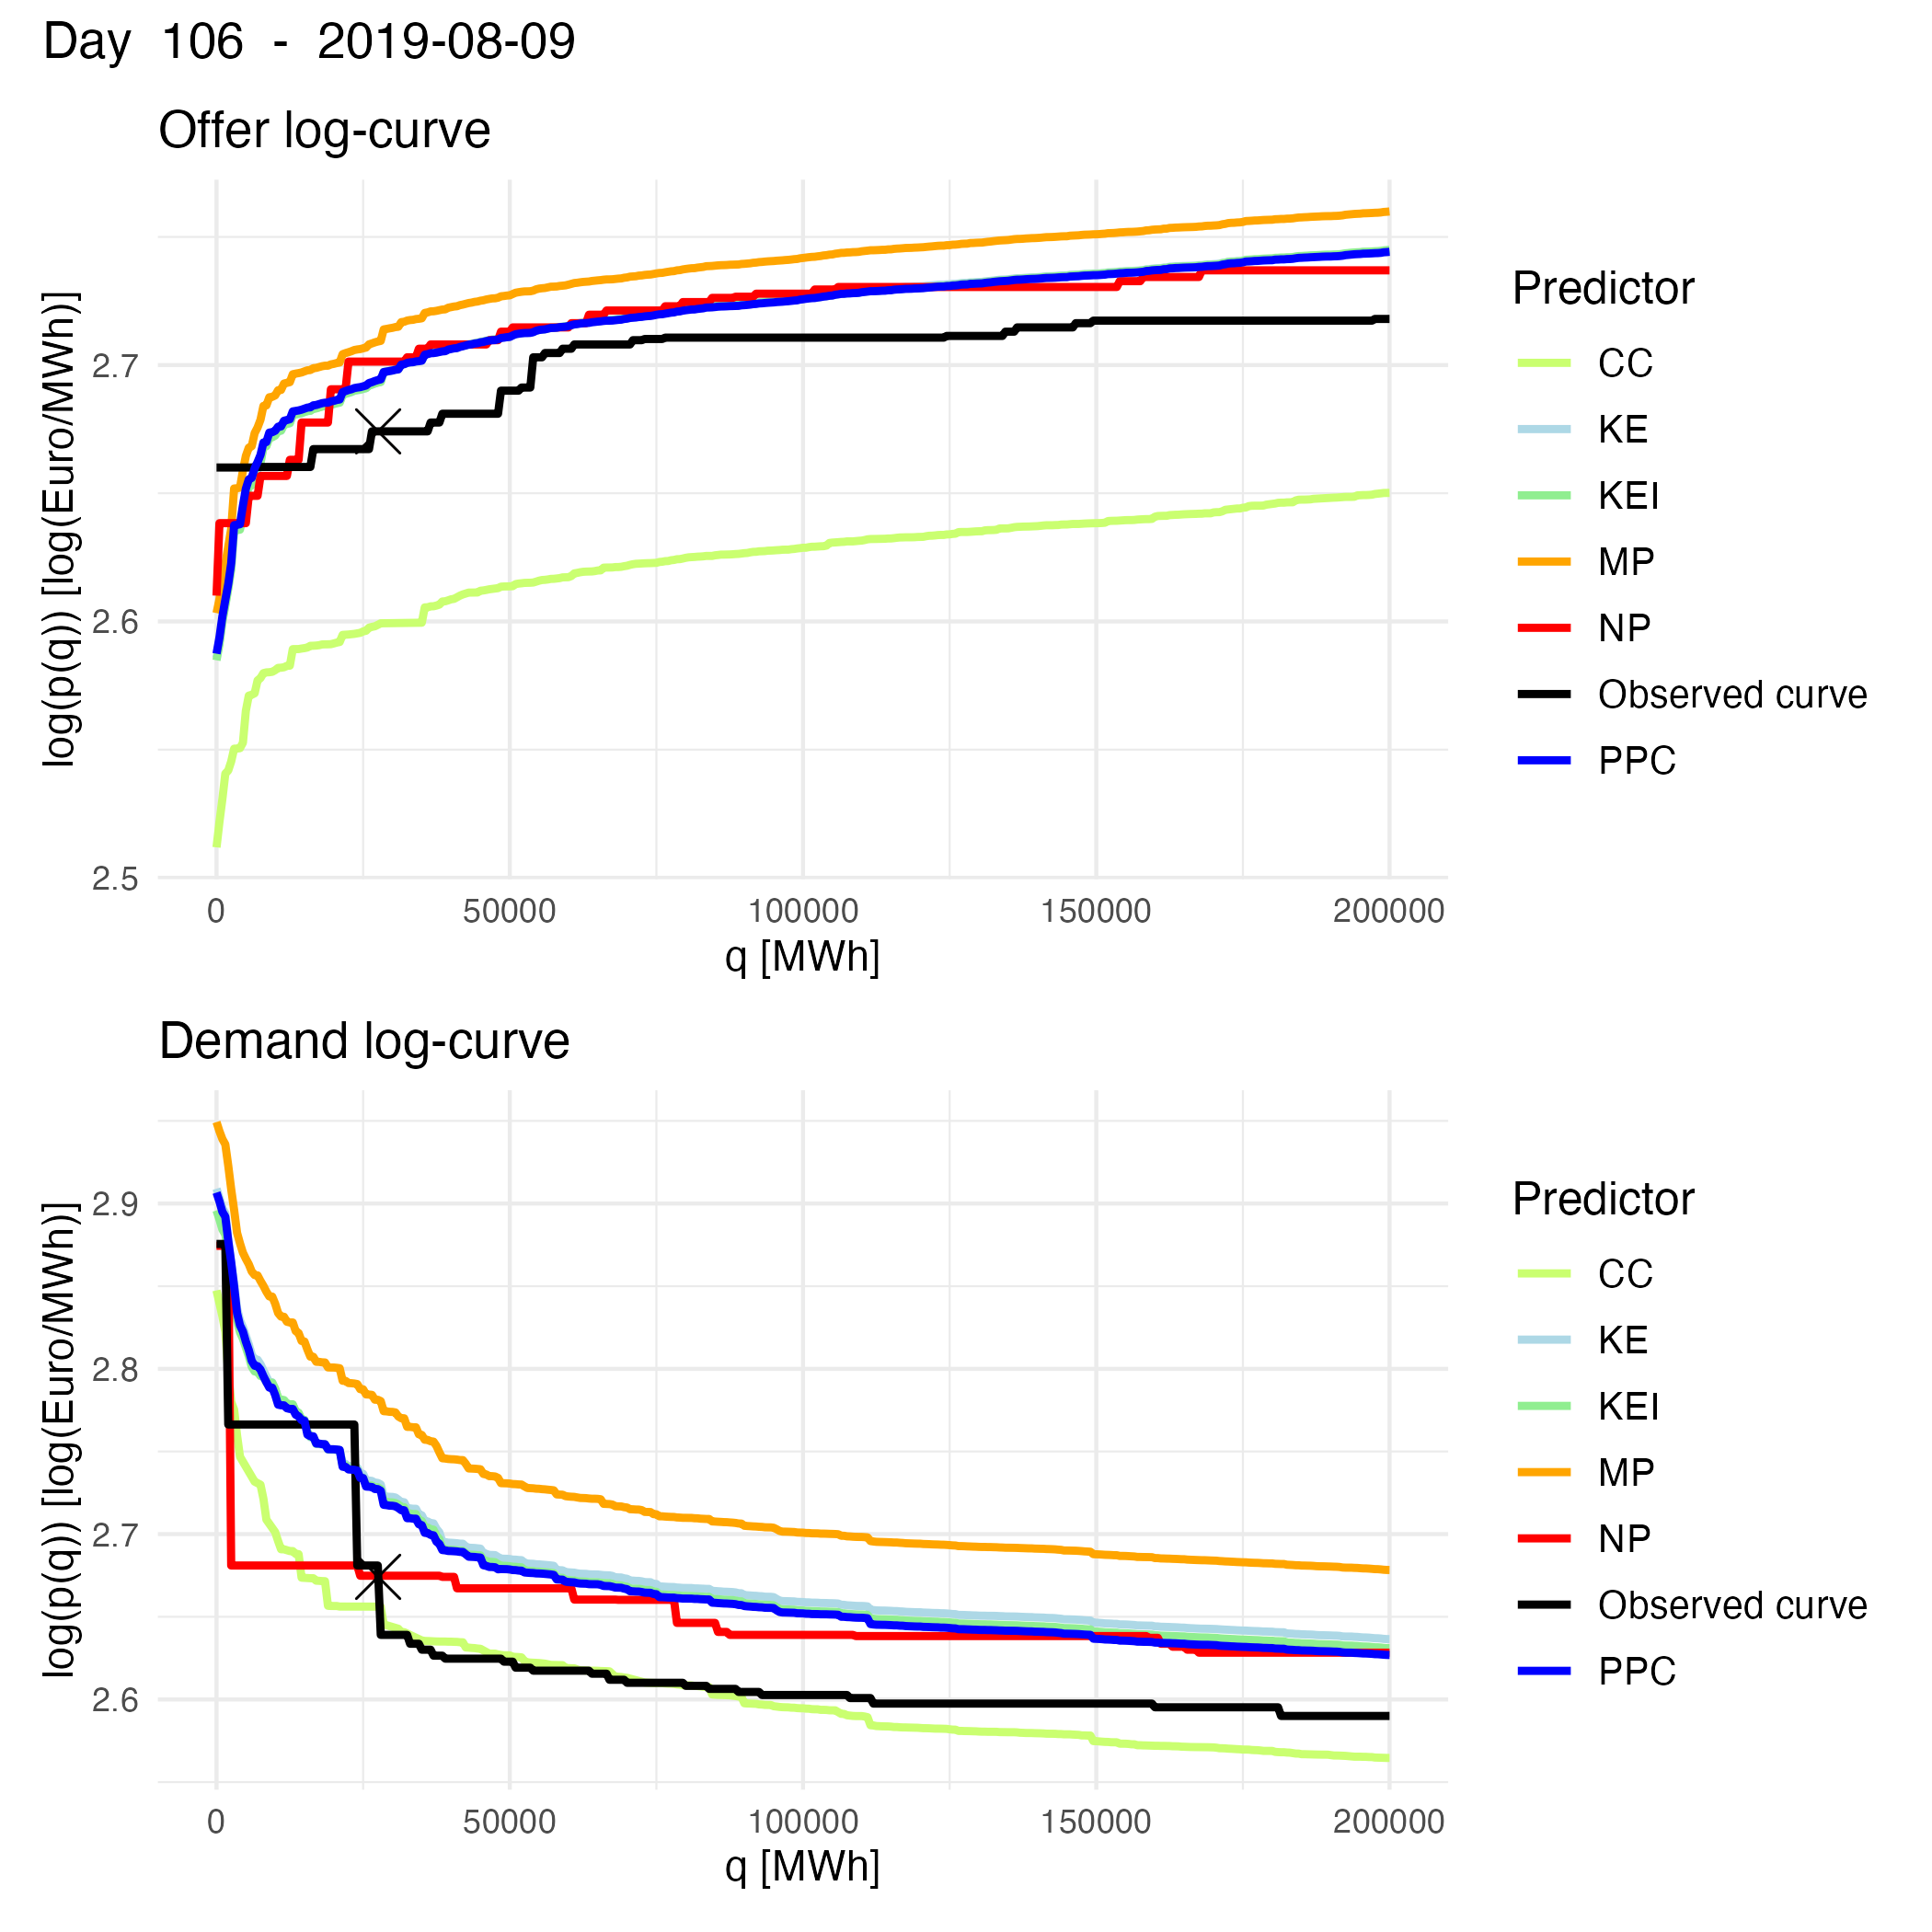 Day 106 - 2019-08-09
Offer log-curve
log(p(q)) [log(Euro/MWh)]
2.7
2.6
2.5
0 50000 100000 150000 200000
q [MWh]
Predictor
CC
KE
KEI
MP
NP
Observed curve
PPC
Demand log-curve
log(p(q)) [log(Euro/MWh)]
2.9
2.8
2.7
2.6
0 50000 100000 150000 200000
q [MWh]
Predictor
CC
KE
KEI
MP
NP
Observed curve
PPC